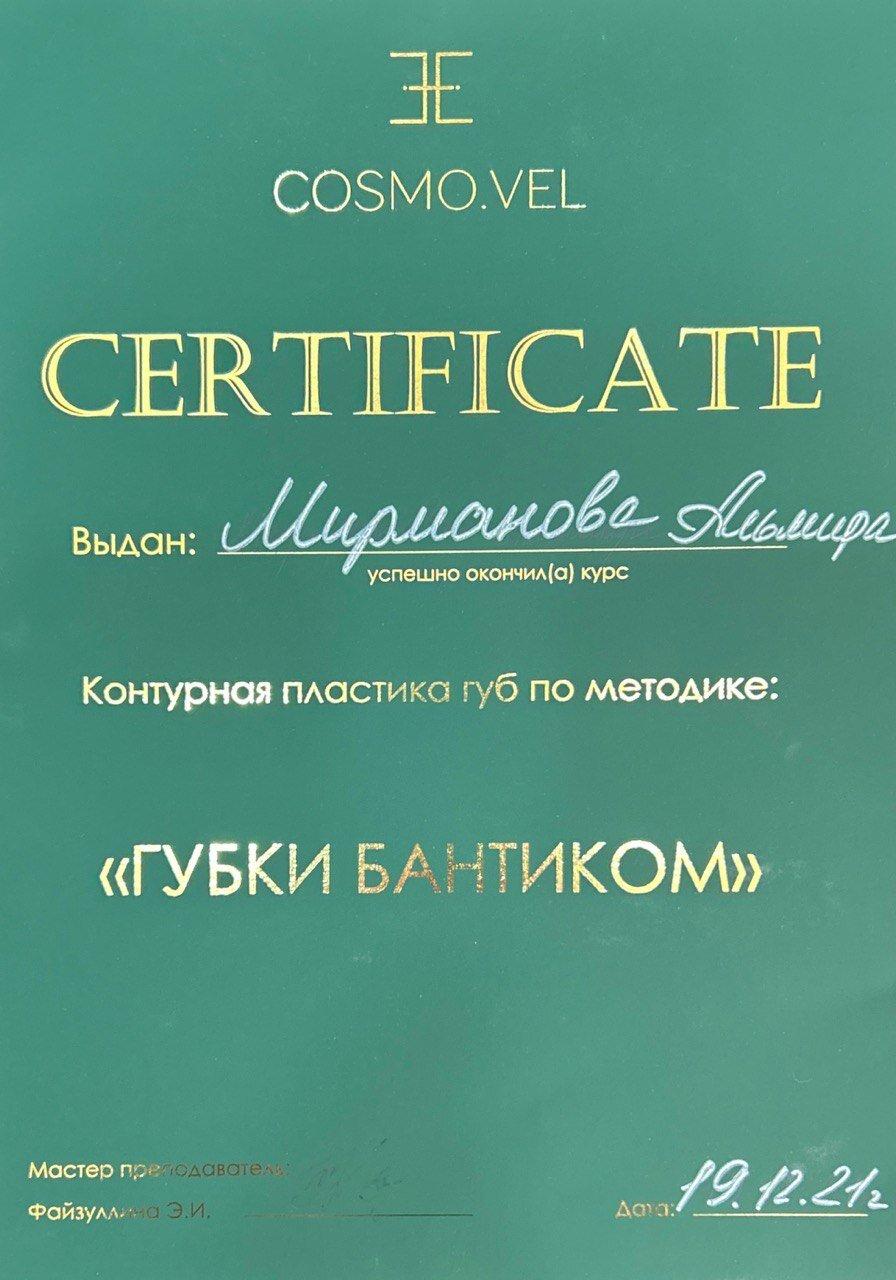 COSMO.VEL
CERTIFICATE
Выдан: Мирманова Альмира
успешно окончил(а) курс
Контурная пластика губ по методике:
«ГУБКИ БАНТИКОМ»
Мастер преподаватель:
Файзуллина Э.И.
Дата: 19.12.21г